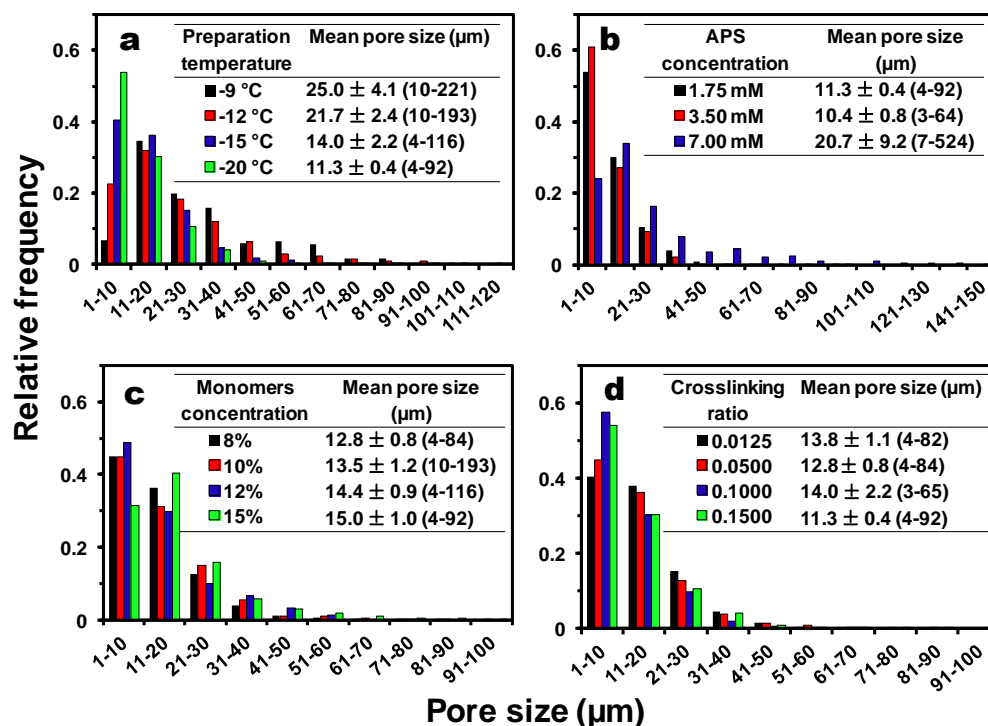 Relative frequency
a
Preparation Mean pore size (µm)
temperature
-9 °C 25.0 ± 4.1 (10-221)
-12 °C 21.7 ± 2.4 (10-193)
-15 °C 14.0 ± 2.2 (4-116)
-20 °C 11.3 ± 0.4 (4-92)
0.6
0.4
0.2
0
1-10 11-20 21-30 31-40 41-50 51-60 61-70 71-80 81-90 91-100 101-110 111-120
b
APS Mean pore size
concentration (µm)
1.75 mM 11.3 ± 0.4 (4-92)
3.50 mM 10.4 ± 0.8 (3-64)
7.00 mM 20.7 ± 9.2 (7-524)
0.6
0.4
0.2
0
1-10 21-30 41-50 61-70 81-90 101-110 121-130 141-150
c
Monomers Mean pore size
concentration (µm)
8% 12.8 ± 0.8 (4-84)
10% 13.5 ± 1.2 (10-193)
12% 14.4 ± 0.9 (4-116)
15% 15.0 ± 1.0 (4-92)
0.6
0.4
0.2
0
1-10 11-20 21-30 31-40 41-50 51-60 61-70 71-80 81-90 91-100
d
Crosslinking Mean pore size (µm)
ratio
0.0125 13.8 ± 1.1 (4-82)
0.0500 12.8 ± 0.8 (4-84)
0.1000 14.0 ± 2.2 (3-65)
0.1500 11.3 ± 0.4 (4-92)
0.6
0.4
0.2
0
1-10 11-20 21-30 31-40 41-50 51-60 61-70 71-80 81-90 91-100
Pore size (µm)